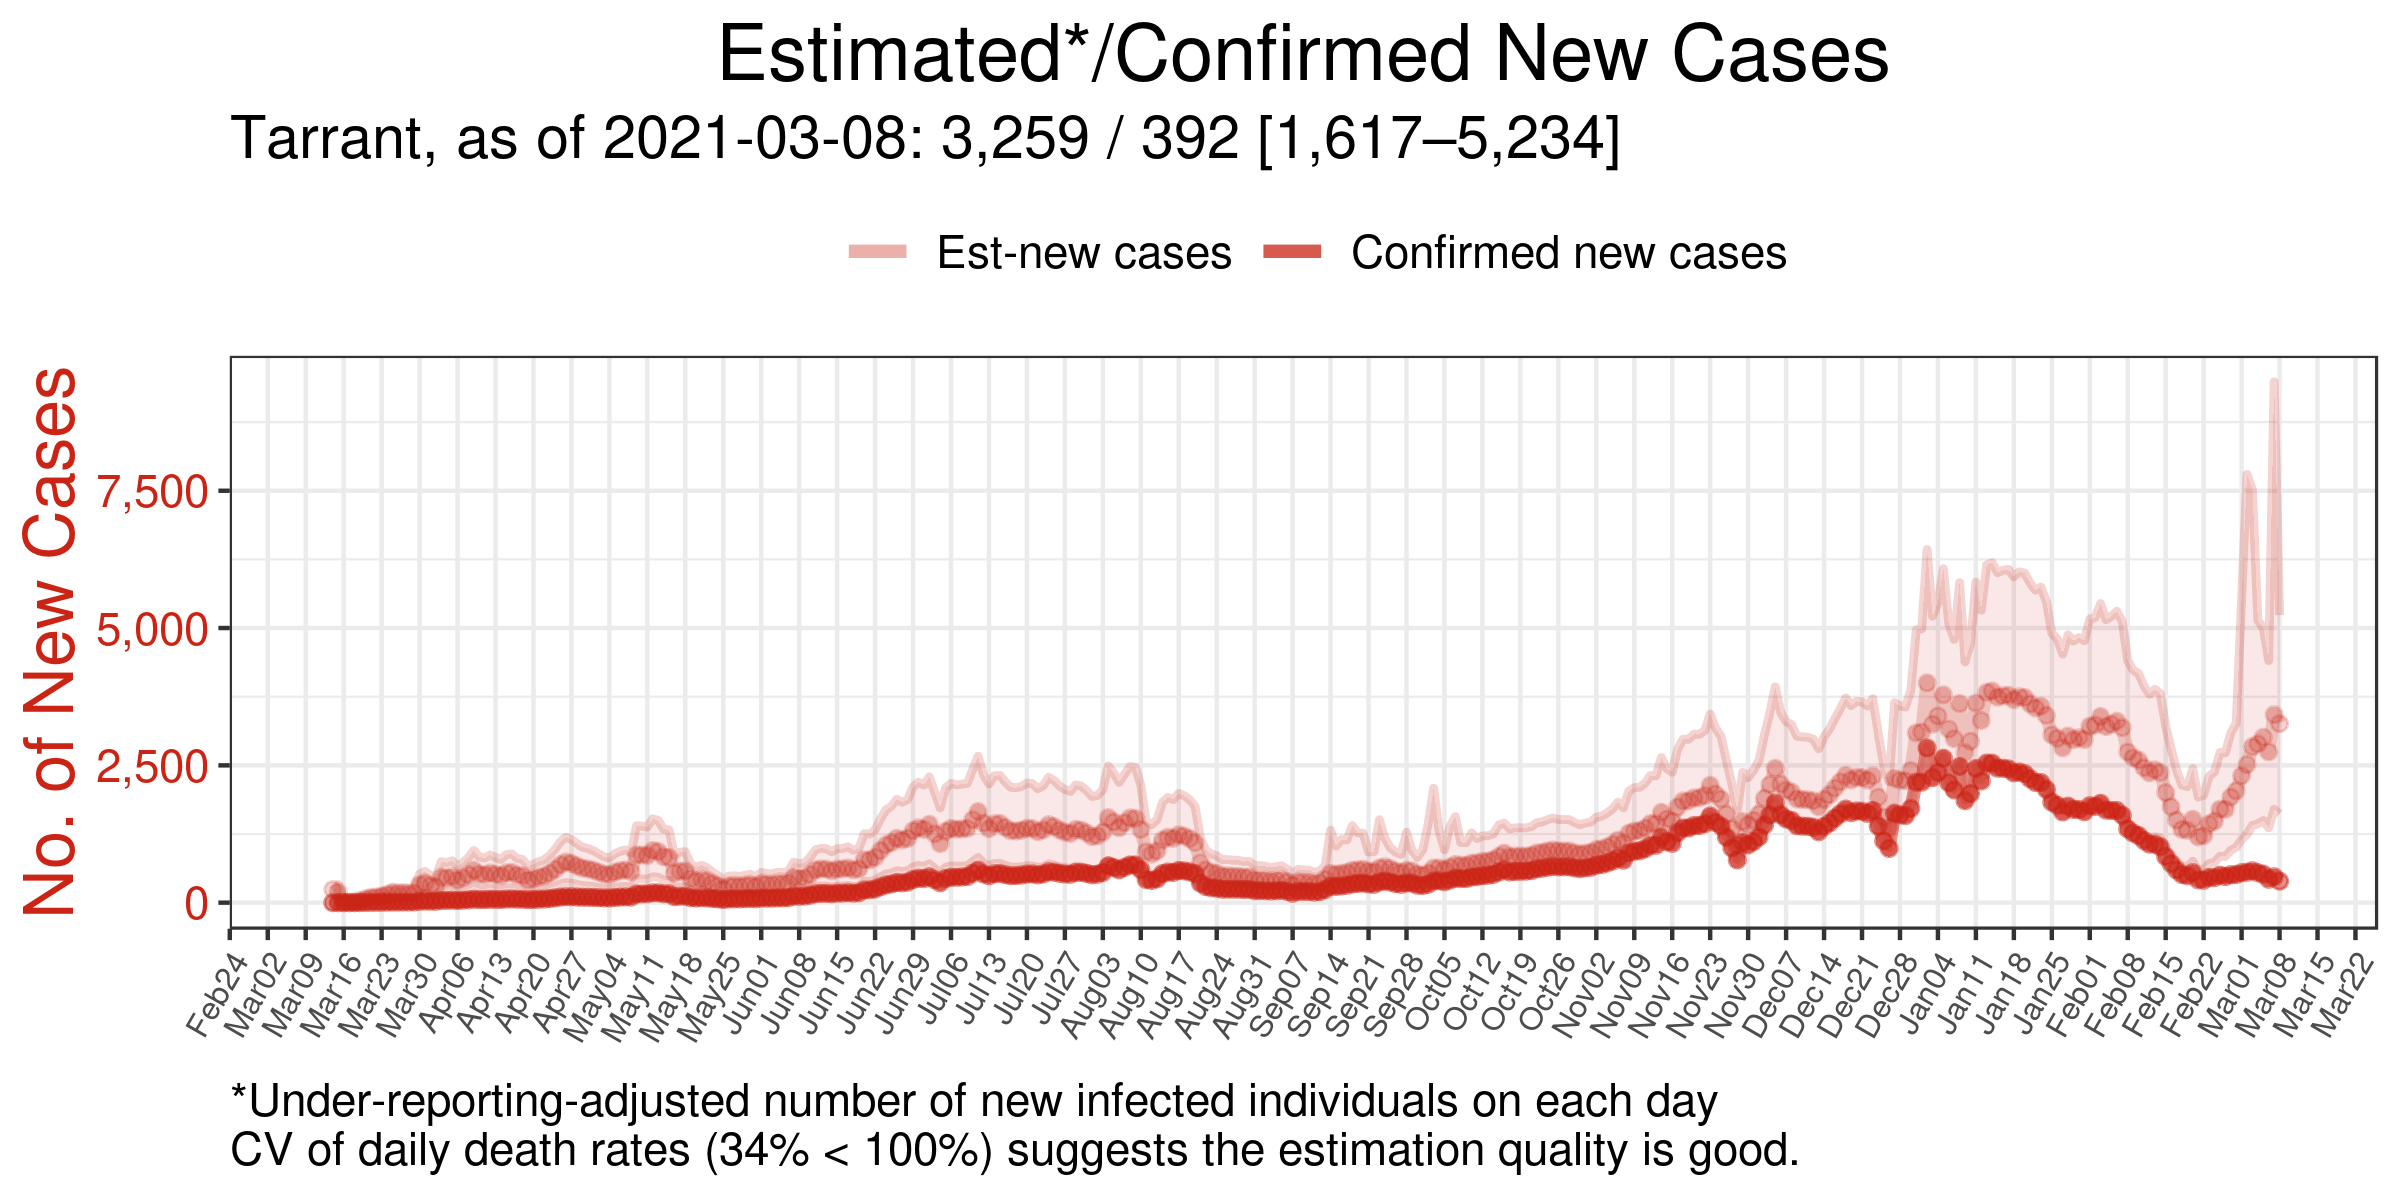 Estimated*/Confirmed New Cases
Tarrant, as of 2021-03-08: 3,259 / 392 [1,617–5,234]
Est-new cases Confirmed new cases
No. of New Cases
7,500
5,000
2,500
0
Feb24 Mar02 Mar09 Mar16 Mar23 Mar30 Apr06 Apr13 Apr20 Apr27 May04 May11 May18 May25 Jun01 Jun08 Jun15 Jun22 Jun29 Jul06 Jul13 Jul20 Jul27 Aug03 Aug10 Aug17 Aug24 Aug31 Sep07 Sep14 Sep21 Sep28 Oct05 Oct12 Oct19 Oct26 Nov02 Nov09 Nov16 Nov23 Nov30 Dec07 Dec14 Dec21 Dec28 Jan04 Jan11 Jan18 Jan25 Feb01 Feb08 Feb15 Feb22 Mar01 Mar08 Mar15 Mar22
*Under-reporting-adjusted number of new infected individuals on each day
CV of daily death rates (34% < 100%) suggests the estimation quality is good.